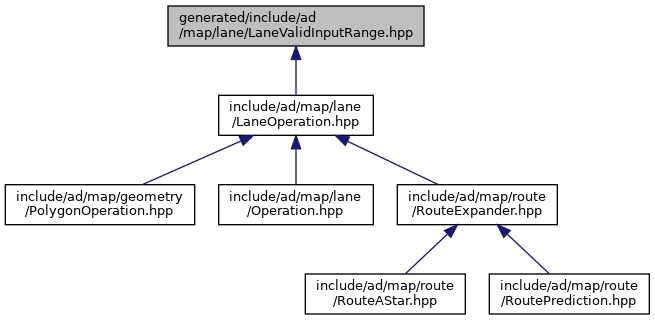 generated/include/ad
/map/lane/LaneValidInputRange.hpp
include/ad/map/lane
/LaneOperation.hpp
include/ad/map/geometry
/PolygonOperation.hpp
include/ad/map/lane
/Operation.hpp
include/ad/map/route
/RouteExpander.hpp
include/ad/map/route
/RouteAStar.hpp
include/ad/map/route
/RoutePrediction.hpp